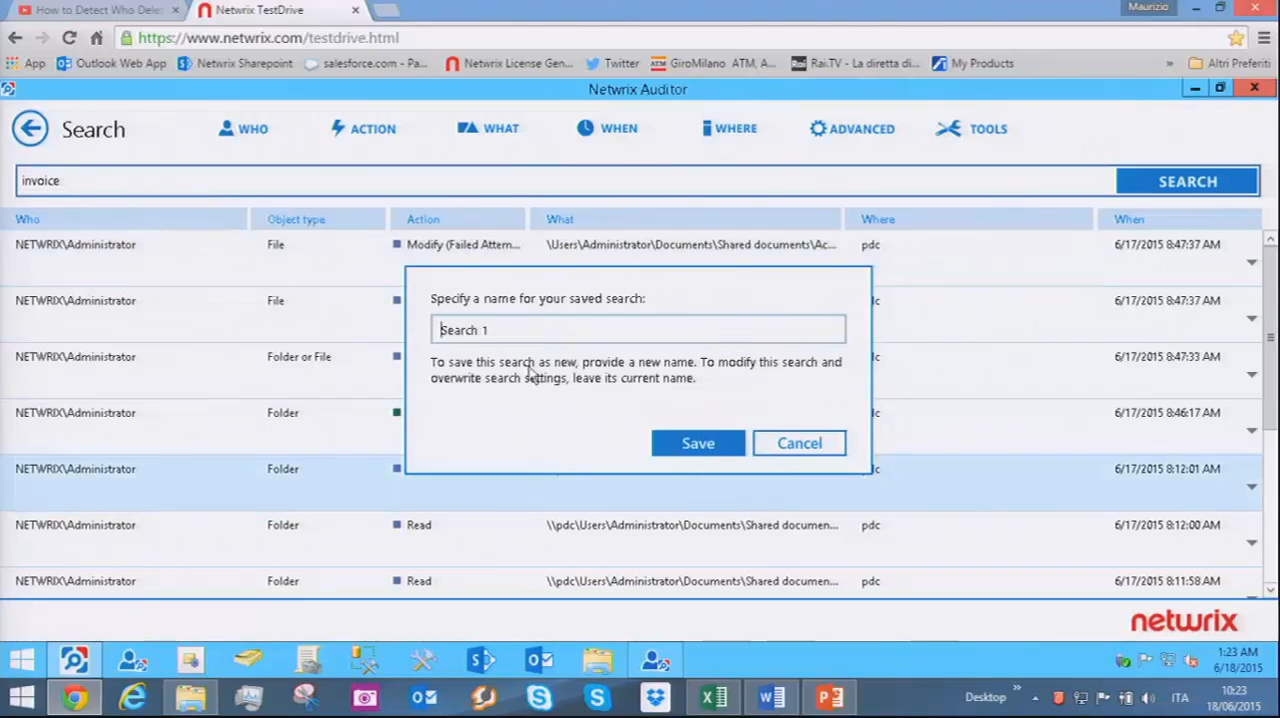 How to Detect Who Delet
Netwrix TestDrive
Maurizio
https://www.netwrix.com/testdrive.html
App
Outlook Web App
Netwrix Sharepoint
salesforce.com - Pa...
Netwrix License Gen...
Twitter
GiroMilano ATM, A...
Rai.TV - La diretta di...
My Products
»
Altri Preferiti
Netwrix Auditor
Search
WHO
ACTION
WHAT
WHEN
WHERE
ADVANCED
TOOLS
invoice
SEARCH
Who
Object type
Action
What
Where
When
NETWRIX\Administrator
File
Modify (Failed Attem...
\Users\Administrator\Documents\Shared documents\Ac...
pdc
6/17/2015 8:47:37 AM
NETWRIX\Administrator
File
6/17/2015 8:47:37 AM
NETWRIX\Administrator
Folder or File
6/17/2015 8:47:33 AM
NETWRIX\Administrator
Folder
6/17/2015 8:46:17 AM
NETWRIX\Administrator
Folder
6/17/2015 8:12:01 AM
Specify a name for your saved search:
Search 1
To save this search as new, provide a new name. To modify this search and
overwrite search settings, leave its current name.
Save
Cancel
NETWRIX\Administrator
Folder
Read
\\pdc\Users\Administrator\Documents\Shared documen...
pdc
6/17/2015 8:12:00 AM
NETWRIX\Administrator
Folder
Read
\\pdc\Users\Administrator\Documents\Shared documen...
pdc
6/17/2015 8:11:58 AM
netwrix
1:23 AM
6/18/2015
Desktop
»
ITA
10:23
18/06/2015